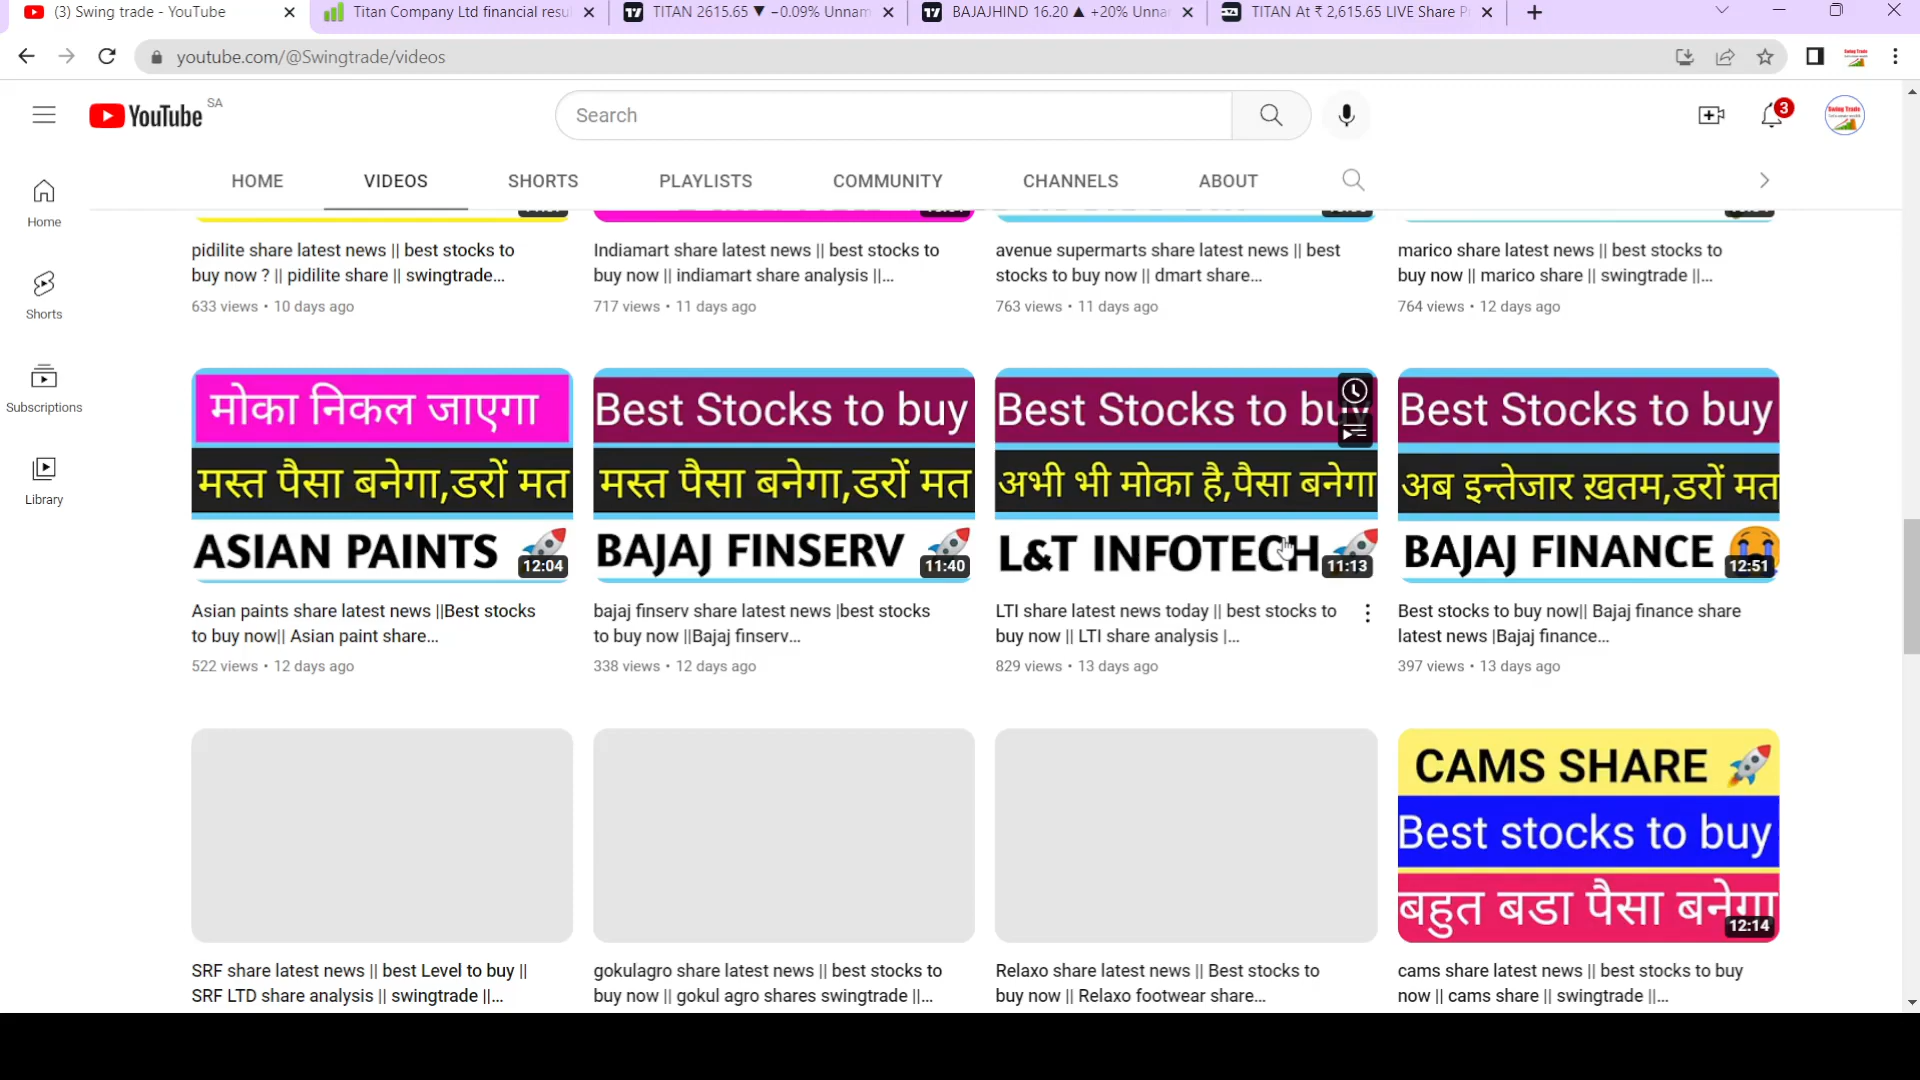 (3) Swing trade - YouTube
Titan Company Ltd financial resu
TITAN 2615.65 ▼ −0.09% Unnam
BAJAJHIND 16.20 ▲ +20% Unna
TITAN At ₹ 2,615.65 LIVE Share P
youtube.com/@Swingtrade/videos
YouTube SA
Search
3
HOME VIDEOS SHORTS PLAYLISTS COMMUNITY CHANNELS ABOUT
Home
Shorts
Subscriptions
Library
pidilite share latest news || best stocks to
buy now ? || pidilite share || swingtrade...
633 views • 10 days ago
Indiamart share latest news || best stocks to
buy now || indiamart share analysis ||...
717 views • 11 days ago
avenue supermarts share latest news || best
stocks to buy now || dmart share...
763 views • 11 days ago
marico share latest news || best stocks to
buy now || marico share || swingtrade ||...
764 views • 12 days ago
मोका निकल जाएगा
मस्त पैसा बनेगा,डरों मत
ASIAN PAINTS
12:04
Asian paints share latest news ||Best stocks
to buy now|| Asian paint share...
522 views • 12 days ago
Best Stocks to buy
मस्त पैसा बनेगा,डरों मत
BAJAJ FINSERV
11:40
bajaj finserv share latest news |best stocks
to buy now ||Bajaj finserv...
338 views • 12 days ago
Best Stocks to buy
अभी भी मोका है,पैसा बनेगा
L&T INFOTECH
11:13
LTI share latest news today || best stocks to
buy now || LTI share analysis |...
829 views • 13 days ago
Best Stocks to buy
अब इन्तेजार ख़तम,डरों मत
BAJAJ FINANCE
12:51
Best stocks to buy now|| Bajaj finance share
latest news |Bajaj finance...
397 views • 13 days ago
SRF share latest news || best Level to buy ||
SRF LTD share analysis || swingtrade ||...
gokulagro share latest news || best stocks to
buy now || gokul agro shares swingtrade ||...
Relaxo share latest news || Best stocks to
buy now || Relaxo footwear share...
CAMS SHARE
Best stocks to buy
बहुत बडा पैसा बनेगा
12:14
cams share latest news || best stocks to buy
now || cams share || swingtrade ||...